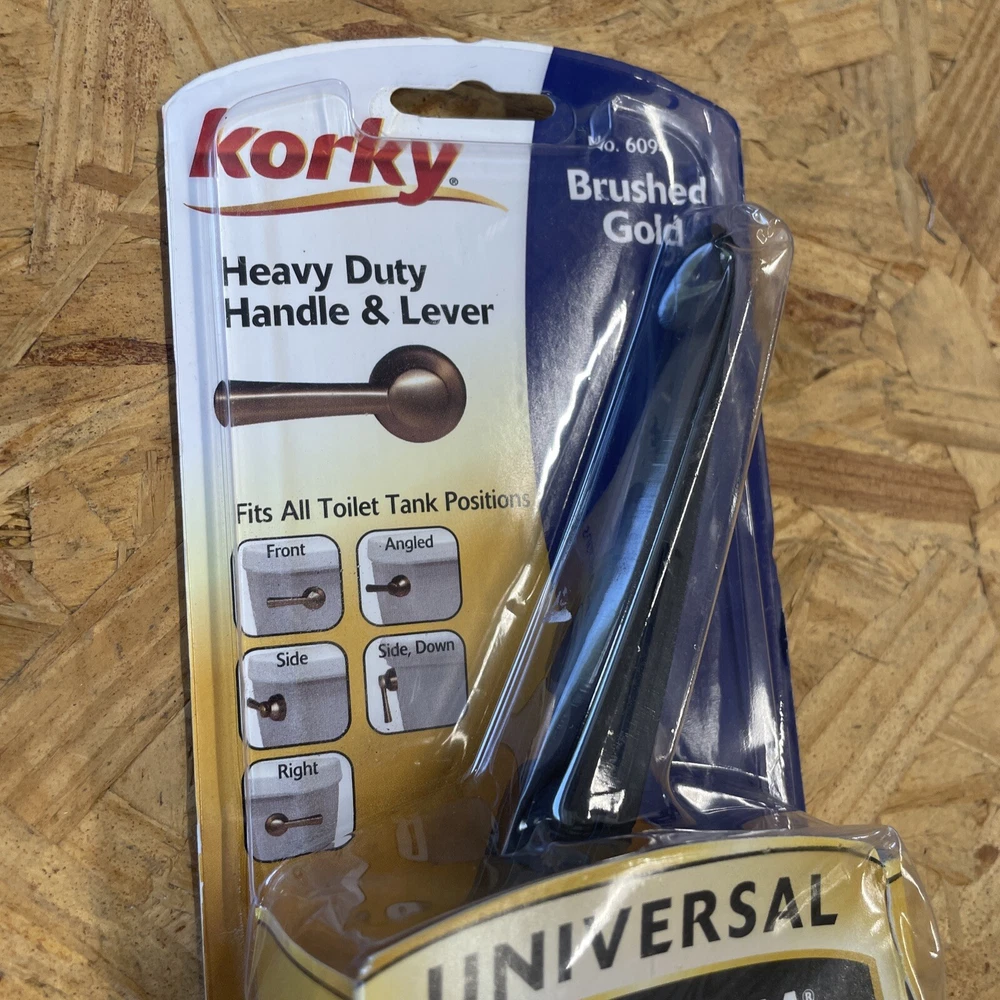 korky®
No. 609
Brushed
Gold
Heavy Duty
Handle & Lever
Fits All Toilet Tank Positions
Front
Angled
Side
Side, Down
Right
UNIVERSAL